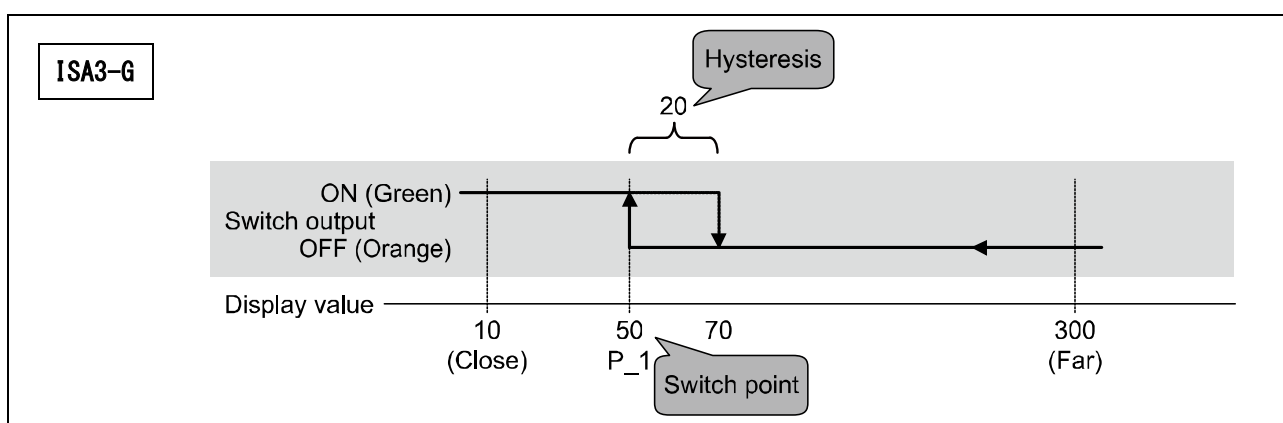 ISA3-G
Hysteresis
20
ON (Green)
Switch output
OFF (Orange)
Display value
10 50 70 300
(Close) P_1 (Far)
Switch point